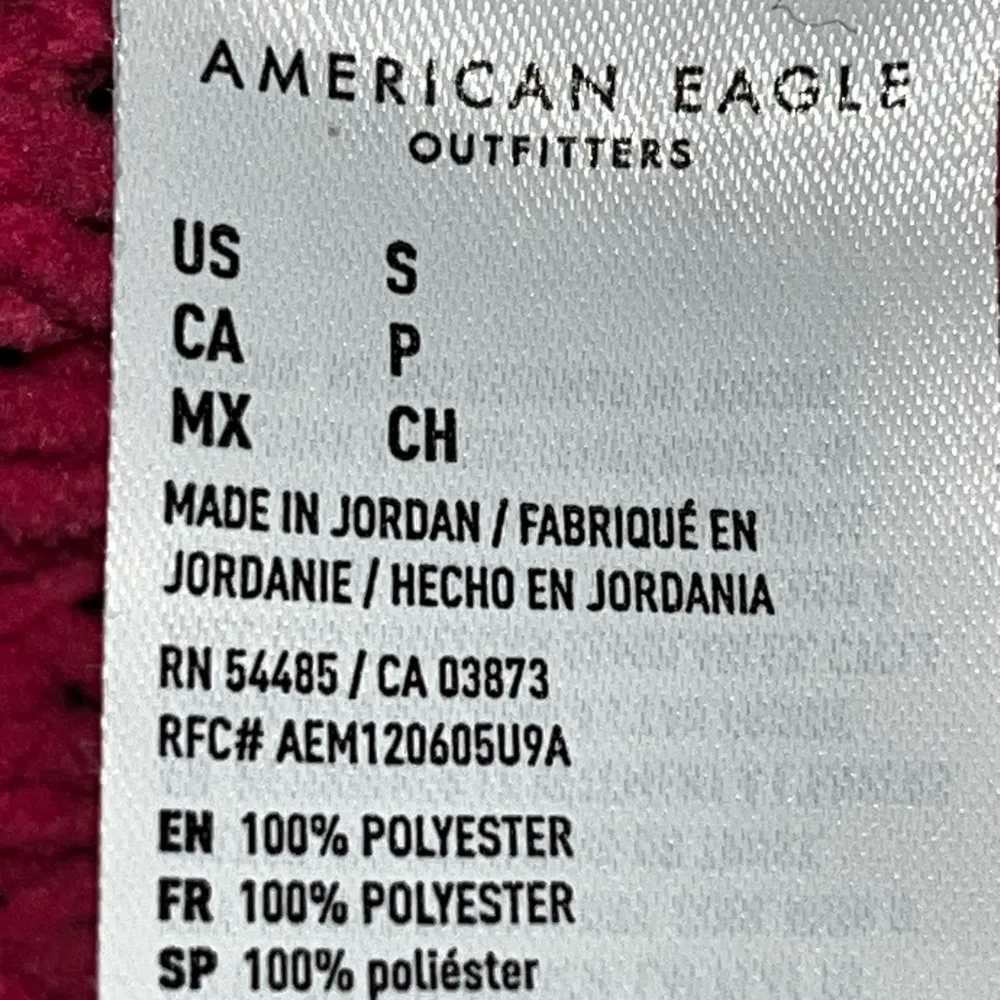 AMERICAN EAGLE
OUTFITTERS
US S
CA P
MX CH
MADE IN JORDAN / FABRIQUÉ EN
JORDANIE / HECHO EN JORDANIA
RN 54485 / CA 03873
RFC# AEM120605U9A
EN 100% POLYESTER
FR 100% POLYESTER
SP 100% poliéster